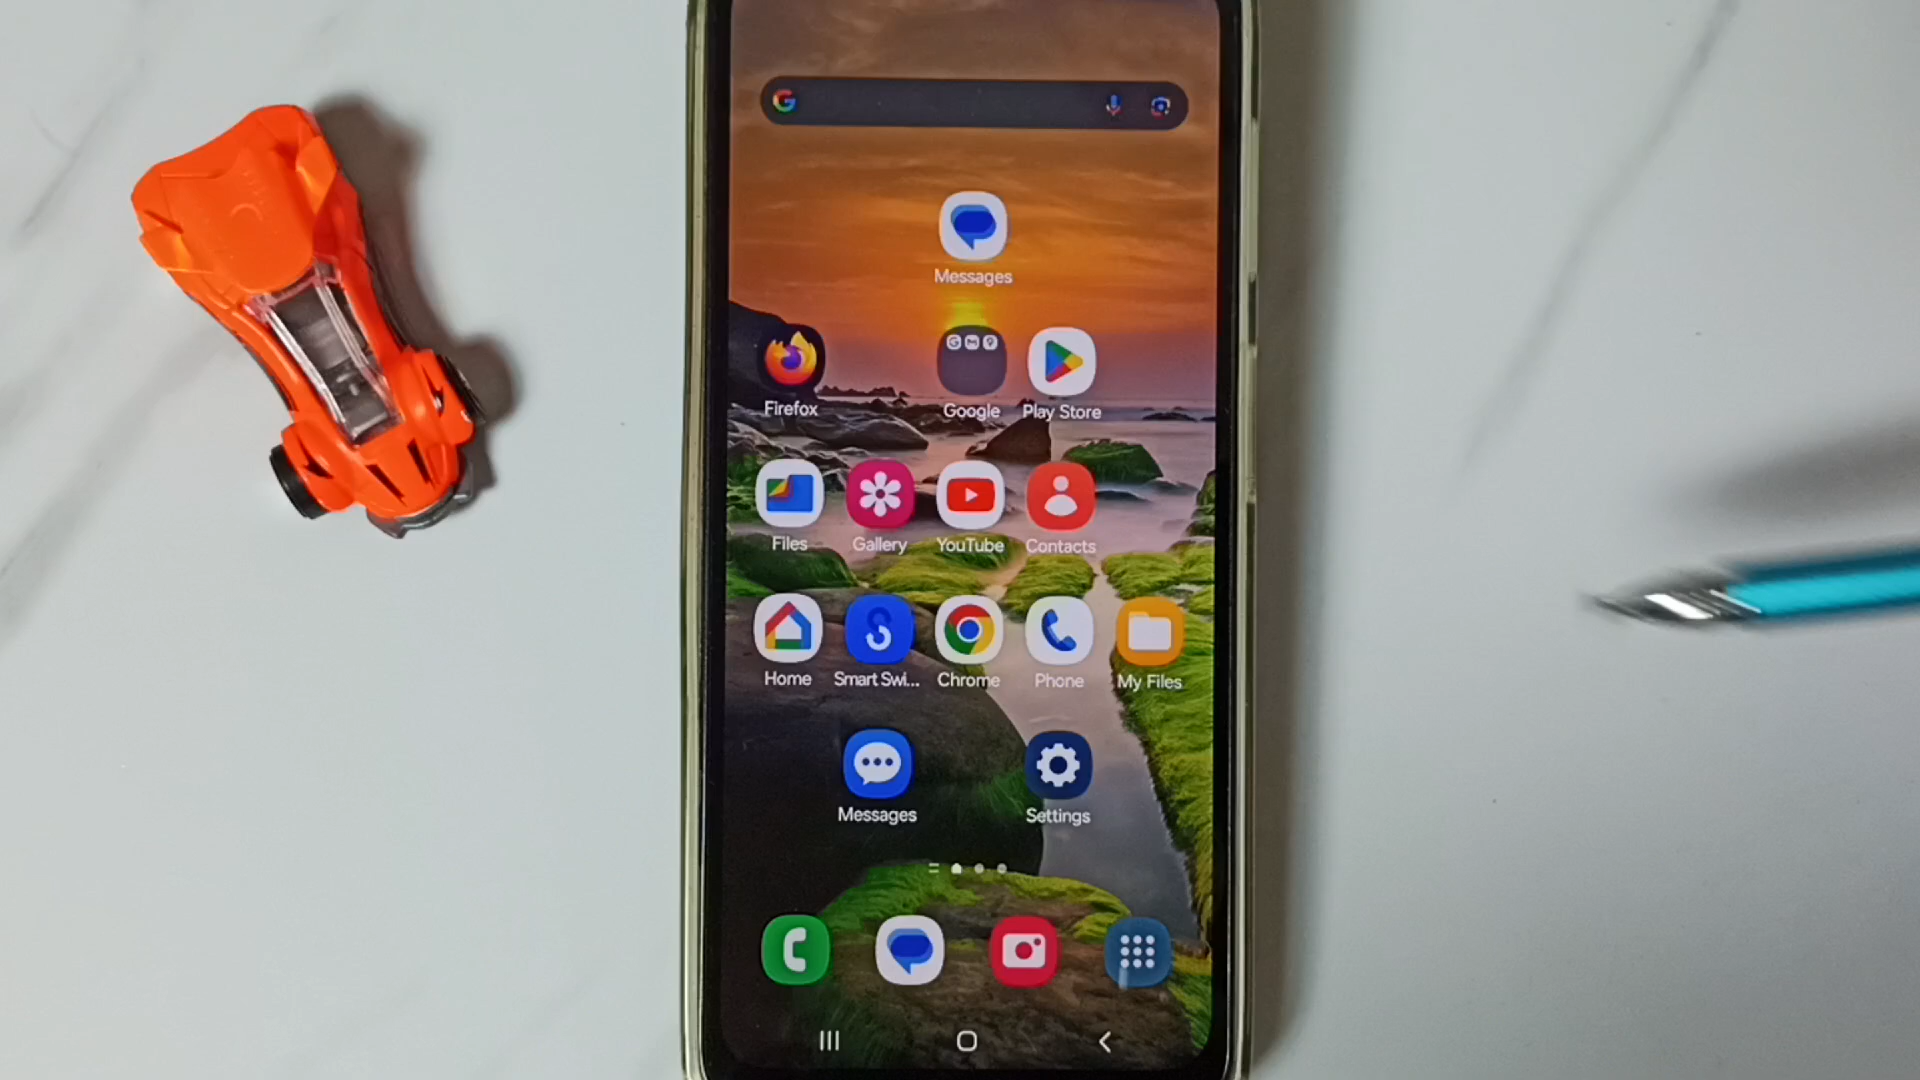 Messages
Firefox
Google
Play Store
Files
Gallery
YouTube
Contacts
Home
Smart Swi...
Chrome
Phone
My Files
Messages
Settings